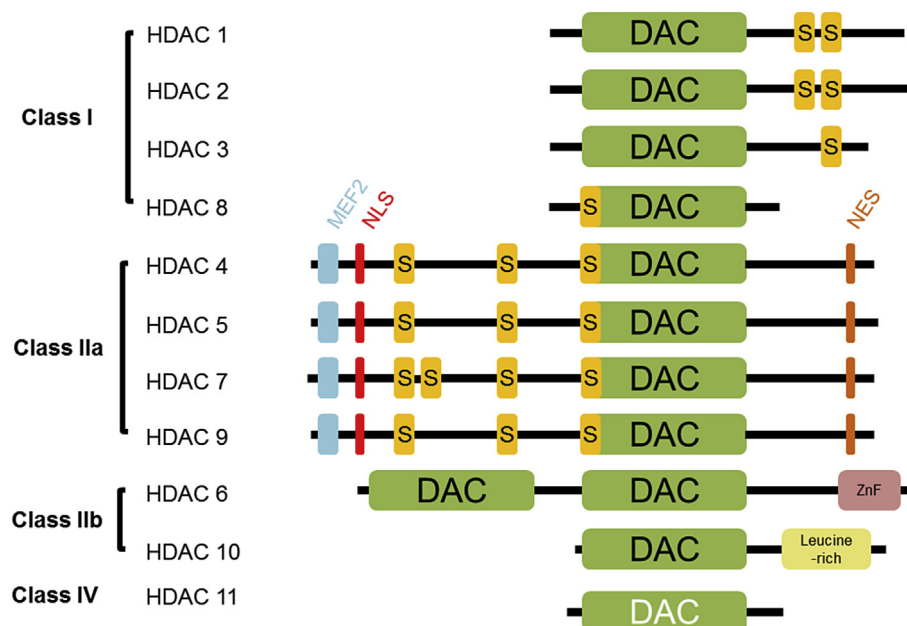 HDAC 1 DAC S S
HDAC 2 DAC S S
Class I
HDAC 3 DAC S
MEF2 NLS NES
HDAC 8 S DAC
HDAC 4 S S S DAC
HDAC 5 S S S DAC
Class IIa
HDAC 7 S S S S DAC
HDAC 9 S S S DAC
HDAC 6 DAC DAC ZnF
Class IIb
HDAC 10 DAC Leucine
-rich
Class IV HDAC 11 DAC